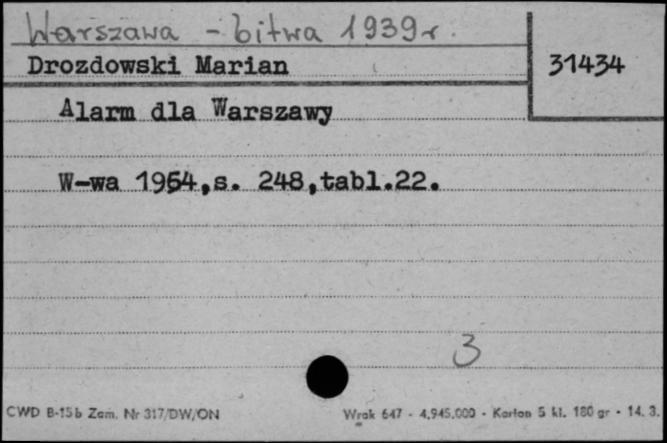 Warszawa - bitwa 1939 r.
Drozdowski Marian
31434
Alarm dla Warszawy
W-wa 1964,s. 248,tabl.22.
3
CWD B-15b Zam. Nr 317/DW/ON
Wrak 647 - 4.945.000 - Karton 5 kl. 180 gr - 14. 3.